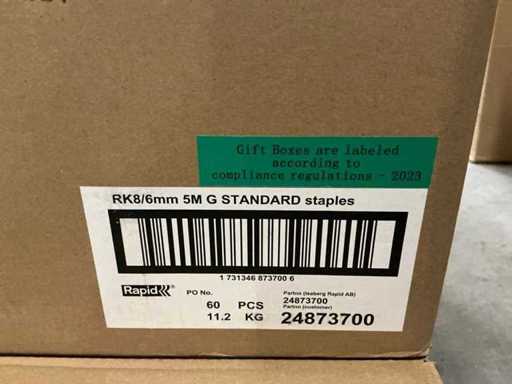 Gift Boxes are labeled
according to
compliance regulations - 2023
RK8/6mm 5M G STANDARD staples
1 731346 873700 6
Rapid
PO No.
Partno (Isaberg Rapid AB)
60 PCS
24873700
Partno (customer)
11.2 KG
24873700